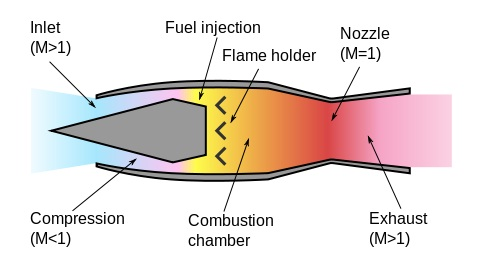 Inlet
(M>1)
Fuel injection
Flame holder
Nozzle
(M=1)
Compression
(M<1)
Combustion
chamber
Exhaust
(M>1)